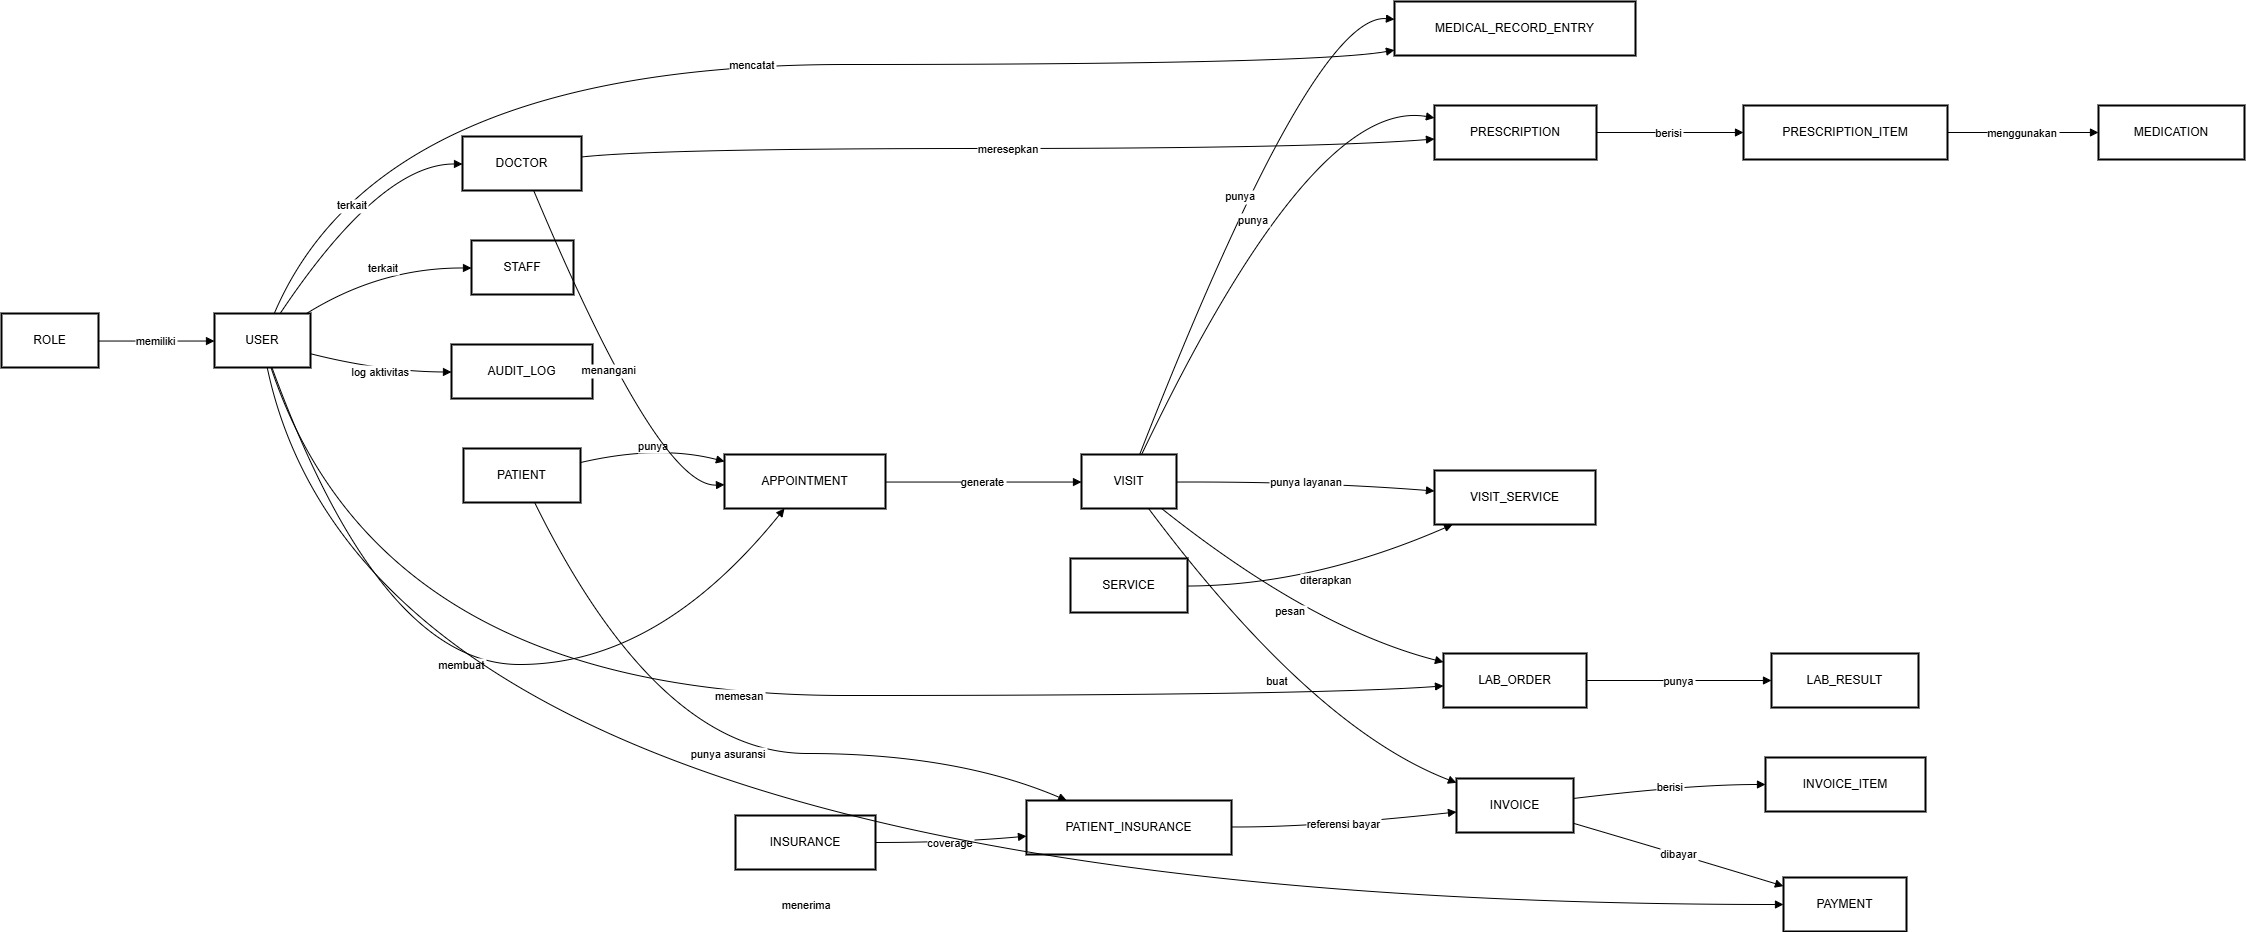 MEDICAL_RECORD_ENTRY
mencatat
PRESCRIPTION
berisi
PRESCRIPTION_ITEM
menggunakan
MEDICATION
DOCTOR
meresepkan
punya
terkait
punya
STAFF
terkait
ROLE
memiliki
USER
log aktivitas
AUDIT_LOG
menangani
punya
PATIENT
APPOINTMENT
generate
VISIT
punya layanan
VISIT_SERVICE
SERVICE
diterapkan
pesan
membuat
memesan
buat
LAB_ORDER
punya
LAB_RESULT
punya asuransi
INVOICE_ITEM
berisi
INVOICE
referensi bayar
PATIENT_INSURANCE
INSURANCE
coverage
dibayar
menerima
PAYMENT